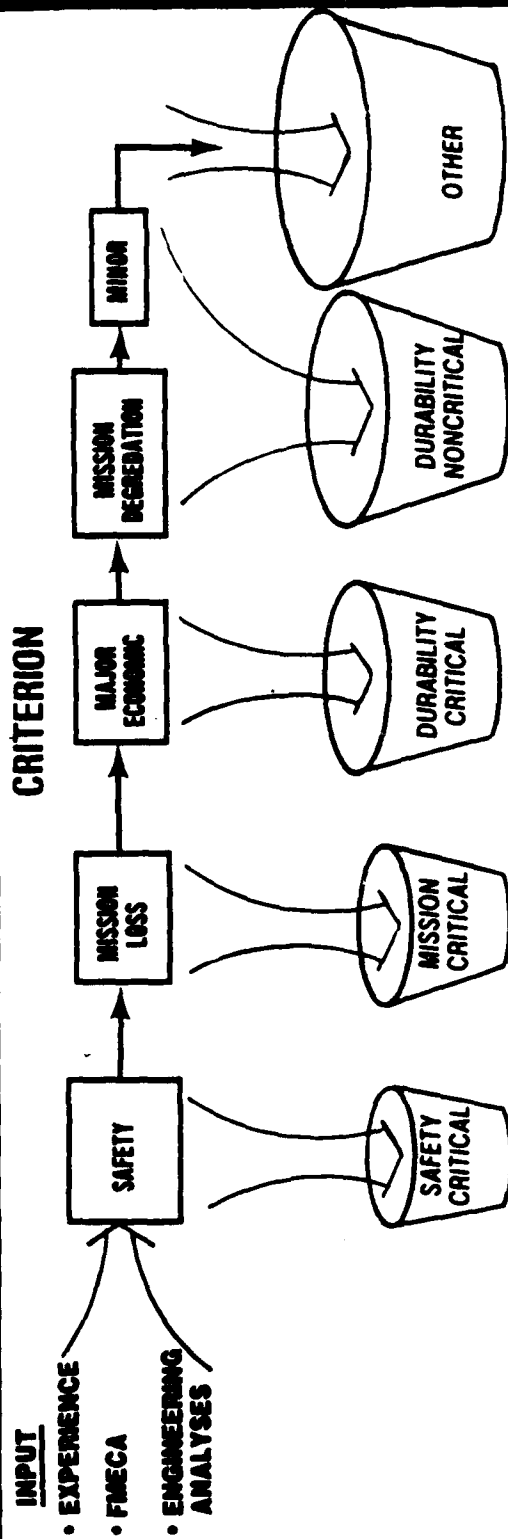 CRITERION
INPUT
• EXPERIENCE
• FMECA
• ENGINEERING
ANALYSES
SAFETY
MISSION
LOSS
MAJOR
ECONOMIC
MISSION
DEGREDATION
MINOR
SAFETY
CRITICAL
MISSION
CRITICAL
DURABILITY
CRITICAL
DURABILITY
NONCRITICAL
OTHER